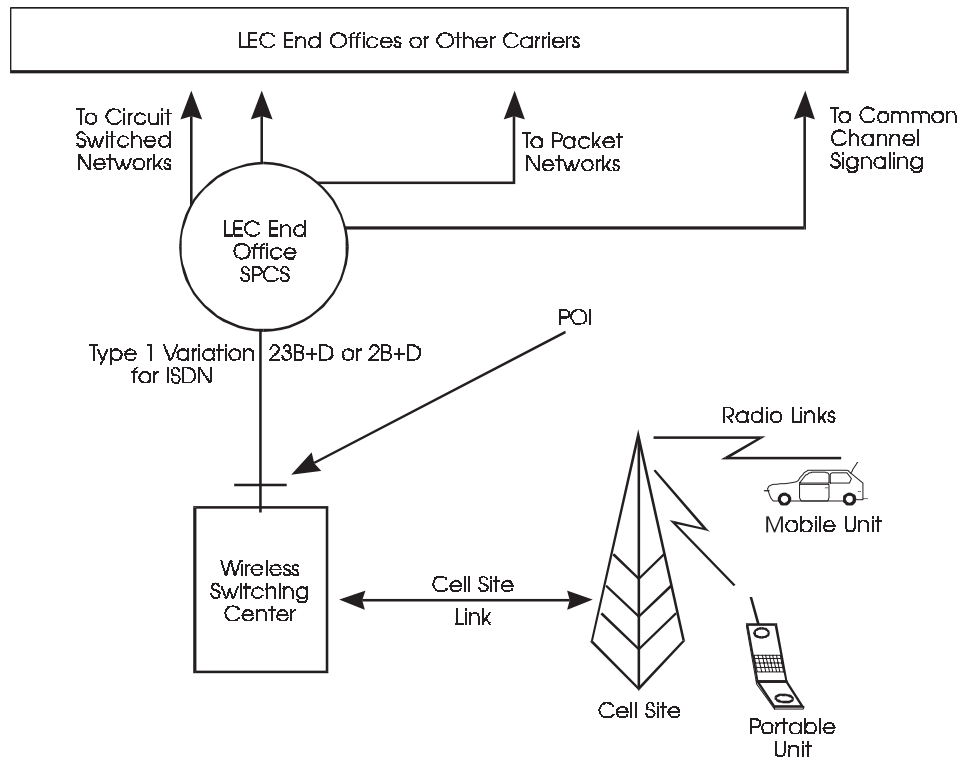 LEC End Offices or Other Carriers
To Circuit
Switched
Networks
To Packet
Networks
To Common
Channel
Signaling
LEC End
Office
SPCS
POI
Type 1 Variation
for ISDN
23B+D or 2B+D
Radio Links
Mobile Unit
Wireless
Switching
Center
Cell Site
Link
Cell Site
Portable
Unit